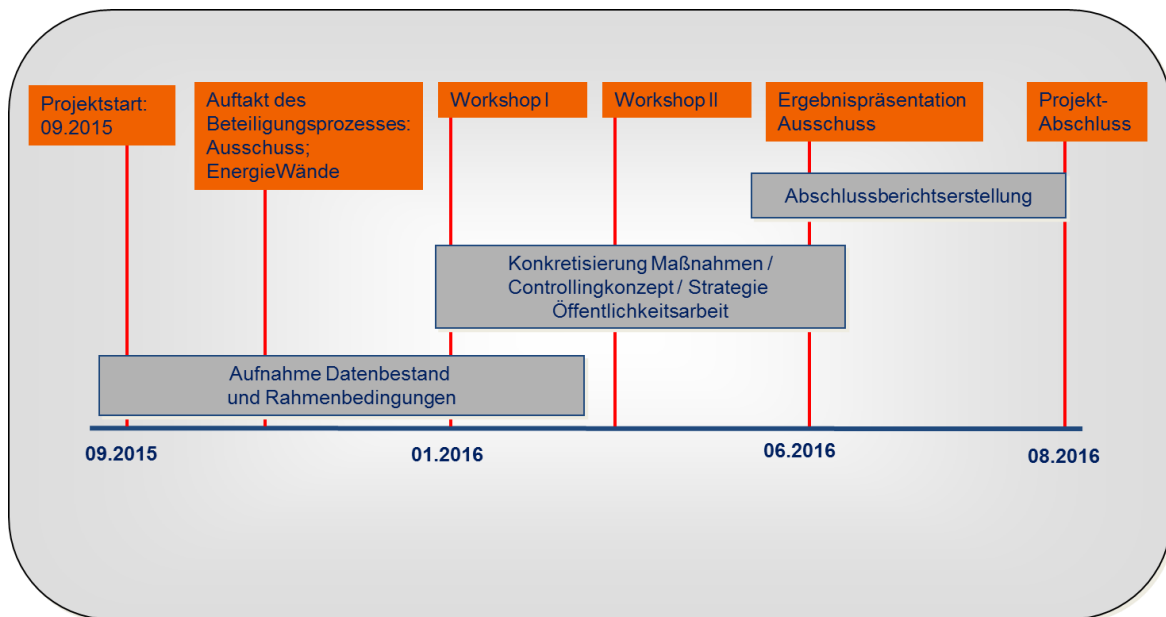 Projektstart:
09.2015
Auftakt des
Beteiligungsprozesses:
Ausschuss;
EnergieWände
Workshop I
Workshop II
Ergebnispräsentation
Ausschuss
Projekt-
Abschluss
Abschlussberichtserstellung
Konkretisierung Maßnahmen /
Controllingkonzept / Strategie
Öffentlichkeitsarbeit
Aufnahme Datenbestand
und Rahmenbedingungen
09.2015
01.2016
06.2016
08.2016